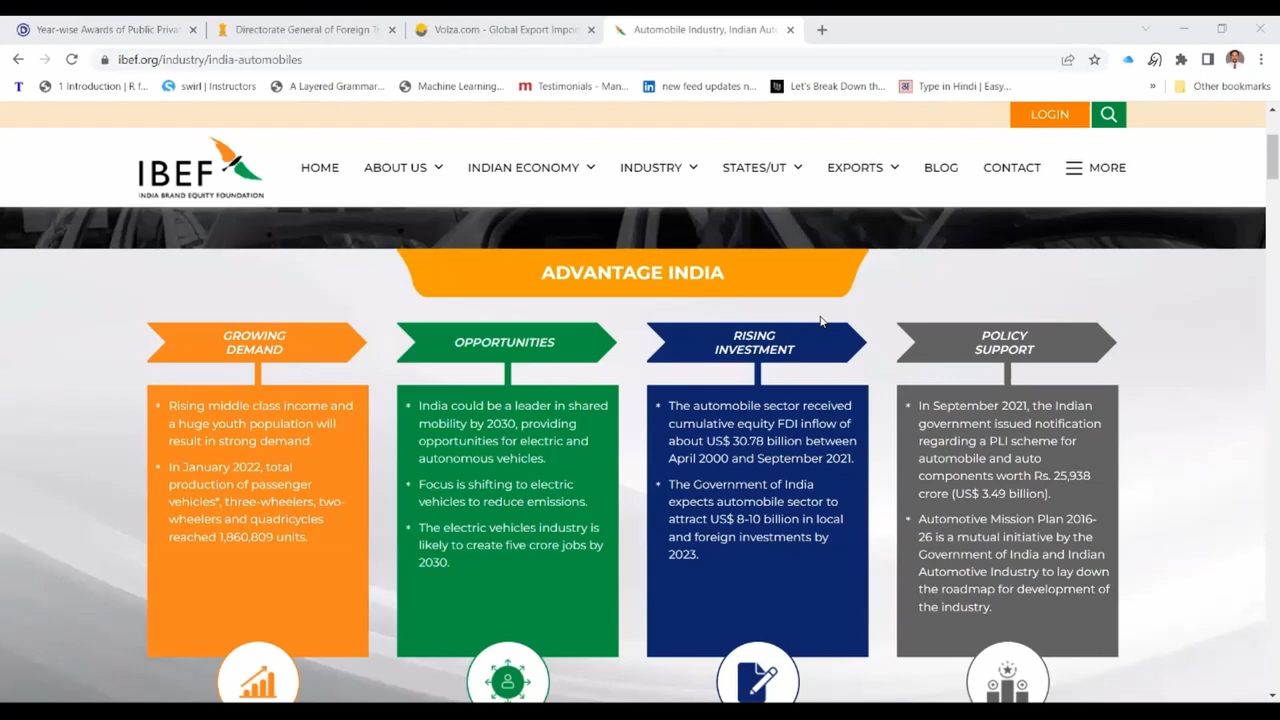 Year-wise Awards of Public Priva
Directorate General of Foreign T
Volza.com - Global Export Impor
Automobile Industry, Indian Auto
ibef.org/industry/india-automobiles
T
1 Introduction | R f...
swirl | Instructors
A Layered Grammar...
Machine Learning...
m
Testimonials - Man...
in
new feed updates n...
Let's Break Down th...
Type in Hindi | Easy...
»
Other bookmarks
LOGIN
IBEF
INDIA BRAND EQUITY FOUNDATION
HOME
ABOUT US
INDIAN ECONOMY
INDUSTRY
STATES/UT
EXPORTS
BLOG
CONTACT
MORE
ADVANTAGE INDIA
GROWING
DEMAND
• Rising middle class income and
a huge youth population will
result in strong demand.
• In January 2022, total
production of passenger
vehicles*, three-wheelers, two-
wheelers and quadricycles
reached 1,860,809 units.
OPPORTUNITIES
• India could be a leader in shared
mobility by 2030, providing
opportunities for electric and
autonomous vehicles.
• Focus is shifting to electric
vehicles to reduce emissions.
• The electric vehicles industry is
likely to create five crore jobs by
2030.
RISING
INVESTMENT
• The automobile sector received
cumulative equity FDI inflow of
about US$ 30.78 billion between
April 2000 and September 2021.
• The Government of India
expects automobile sector to
attract US$ 8-10 billion in local
and foreign investments by
2023.
POLICY
SUPPORT
• In September 2021, the Indian
government issued notification
regarding a PLI scheme for
automobile and auto
components worth Rs. 25,938
crore (US$ 3.49 billion).
• Automotive Mission Plan 2016-
26 is a mutual initiative by the
Government of India and Indian
Automotive Industry to lay down
the roadmap for development of
the industry.